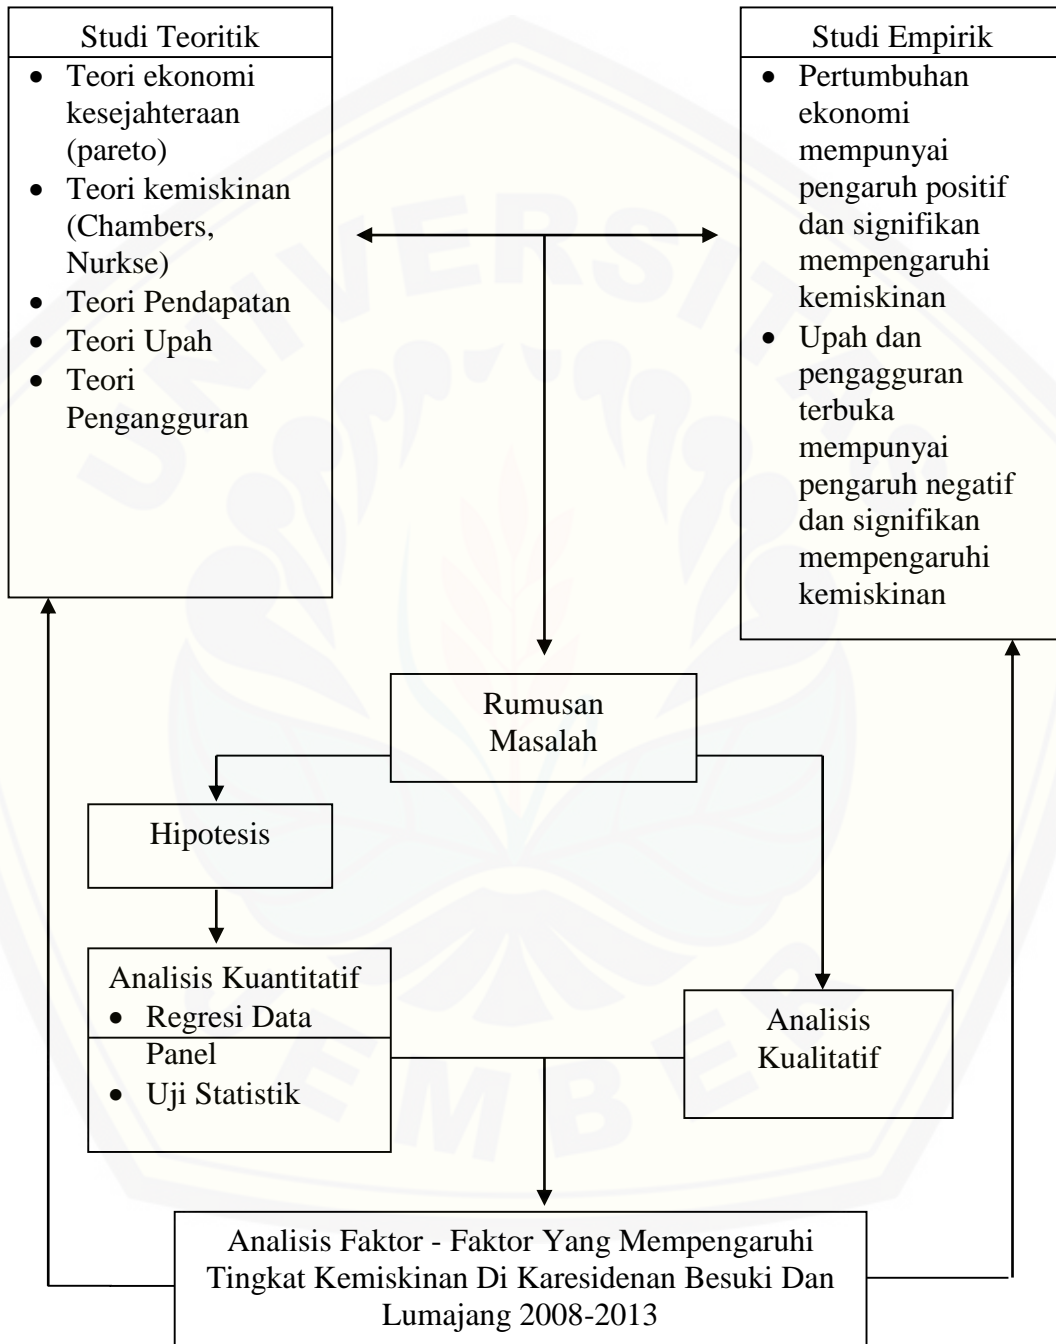 Studi Teoritik
• Teori ekonomi
kesejahteraan
(pareto)
• Teori kemiskinan
(Chambers,
Nurkse)
• Teori Pendapatan
• Teori Upah
• Teori
Pengangguran
Studi Empirik
• Pertumbuhan
ekonomi
mempunyai
pengaruh positif
dan signifikan
mempengaruhi
kemiskinan
• Upah dan
pengagguran
terbuka
mempunyai
pengaruh negatif
dan signifikan
mempengaruhi
kemiskinan
Rumusan
Masalah
Hipotesis
Analisis Kuantitatif
• Regresi Data
Panel
• Uji Statistik
Analisis
Kualitatif
Analisis Faktor - Faktor Yang Mempengaruhi
Tingkat Kemiskinan Di Karesidenan Besuki Dan
Lumajang 2008-2013
UNIVERSITAS
JEMBER